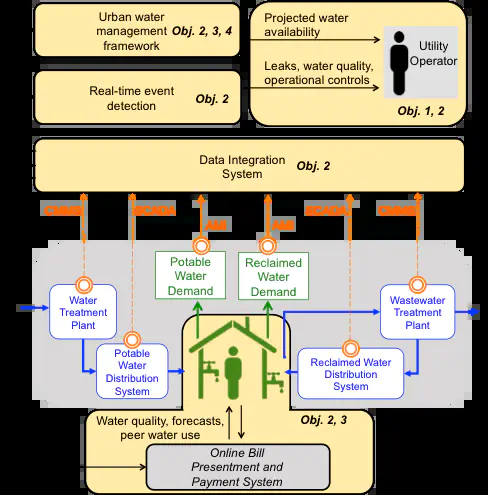 Urban water
management Obj. 2, 3, 4
framework
Projected water
availability
Utility
Operator
Leaks, water quality,
operational controls
Real-time event
detection Obj. 2
Obj. 1, 2
Data Integration Obj. 2
System
SCADA
AMI
AMI
SCADA
Potable
Water
Demand
Reclaimed
Water
Demand
Water
Treatment
Plant
Wastewater
Treatment
Plant
Potable
Water
Distribution
System
Reclaimed Water
Distribution
System
Water quality, forecasts,
peer water use
Obj. 2, 3
Online Bill
Presentment and
Payment System